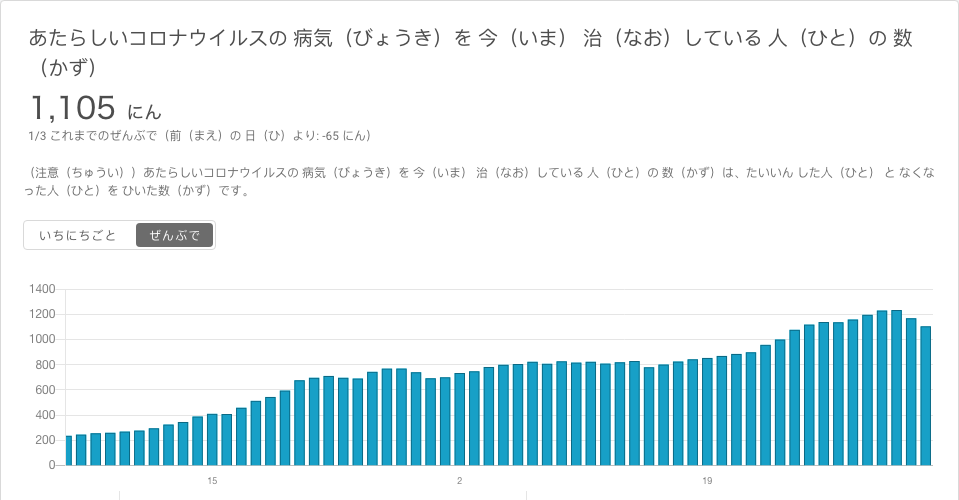 あたらしいコロナウイルスの 病気（びょうき）を 今（いま） 治（なお）している 人（ひと）の 数
（かず）
1,105 にん
1/3 これまでのぜんぶで（前（まえ）の 日（ひ）より: -65 にん）
（注意（ちゅうい））あたらしいコロナウイルスの 病気（びょうき）を 今（いま） 治（なお）している 人（ひと）の 数（かず）は、たいいん した人（ひと） と なくな
った人（ひと）を ひいた数（かず）です。
いちにちごと ぜんぶで
1400
1200
1000
800
600
400
200
0
15 2 19